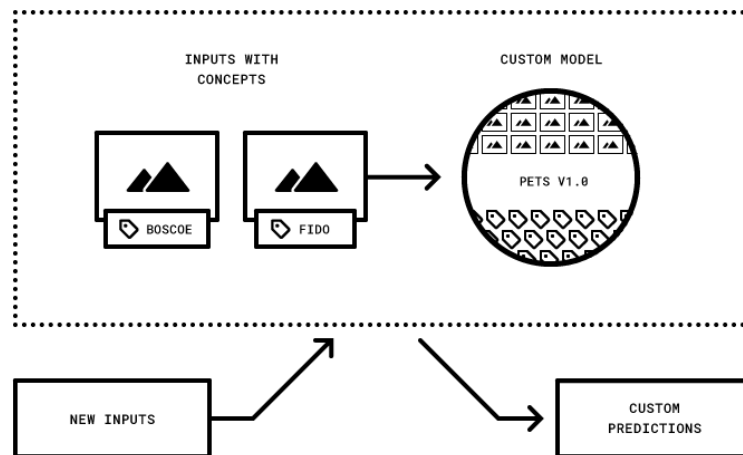 INPUTS WITH
CONCEPTS
CUSTOM MODEL
BOSCOE
FIDO
PETS V1.0
NEW INPUTS
CUSTOM
PREDICTIONS